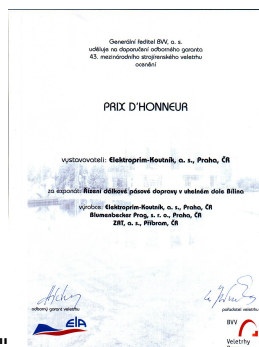 Generální ředitel BVV, a. s.
uděluje na doporučení odborného garanta
43. mezinárodního strojírenského veletrhu
ocenění
PRIX D'HONNEUR
vystavovateli: Elektroprim-Koutník, a. s., Praha, ČR
za exponát: Řízení dálkové pásové dopravy v uhelném dole Bílina
výrobce: Elektroprim-Koutník, a. s., Praha, ČR
Blumenbecker Prag, s. r. o., Praha, ČR
ZAT, a. s., Příbram, ČR
odborný garant veletrhu
pořadatel veletrhu
EIA
BVV
Veletrhy